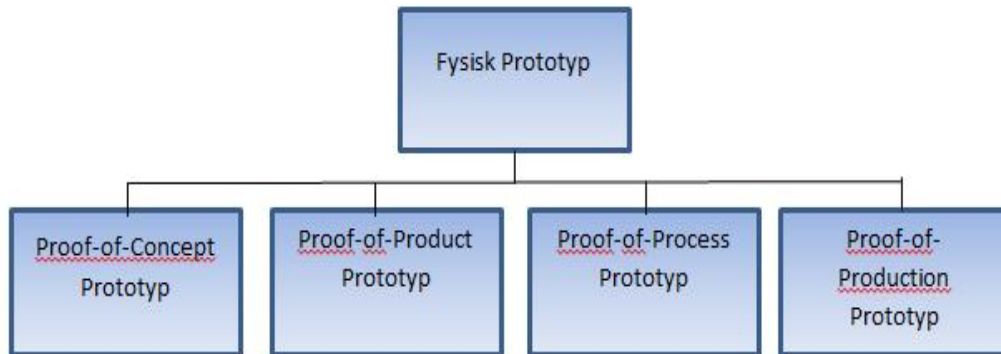 Fysisk Prototyp
Proof-of-Concept
Prototyp
Proof-of-Product
Prototyp
Proof-of-Process
Prototyp
Proof-of-
Production
Prototyp